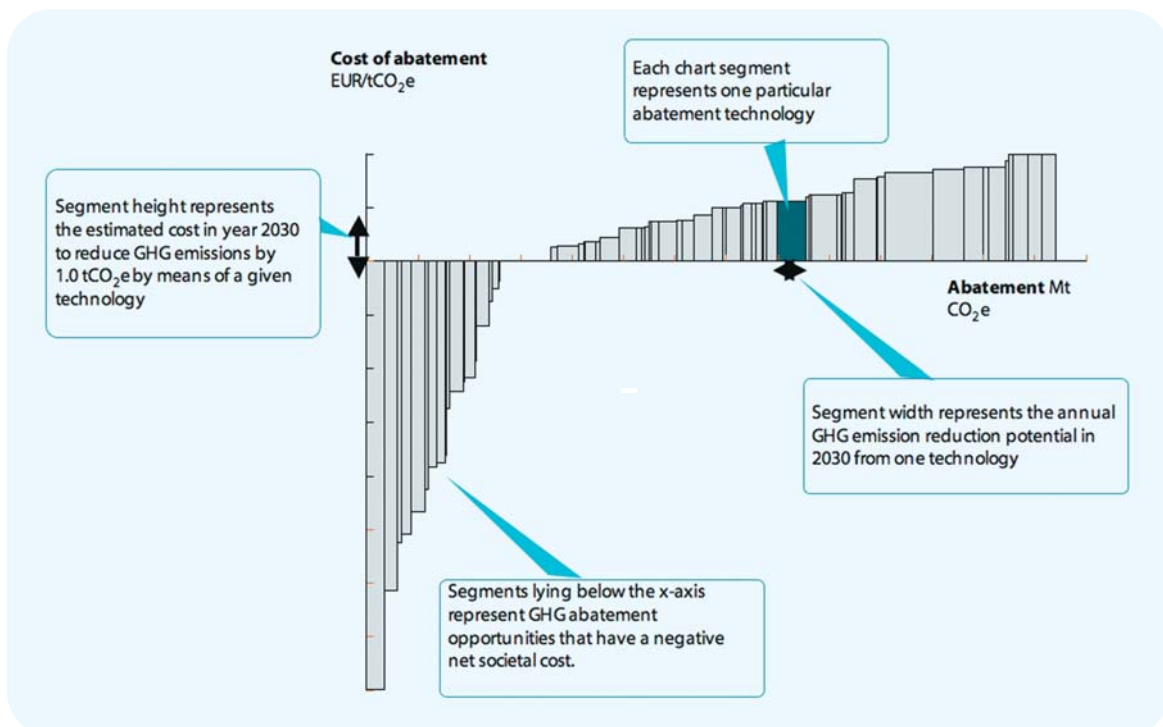 Cost of abatement
EUR/tCO₂e
Each chart segment
represents one particular
abatement technology
Segment height represents
the estimated cost in year 2030
to reduce GHG emissions by
1.0 tCO₂e by means of a given
technology
Abatement Mt
CO₂e
Segment width represents the annual
GHG emission reduction potential in
2030 from one technology
Segments lying below the x-axis
represent GHG abatement
opportunities that have a negative
net societal cost.